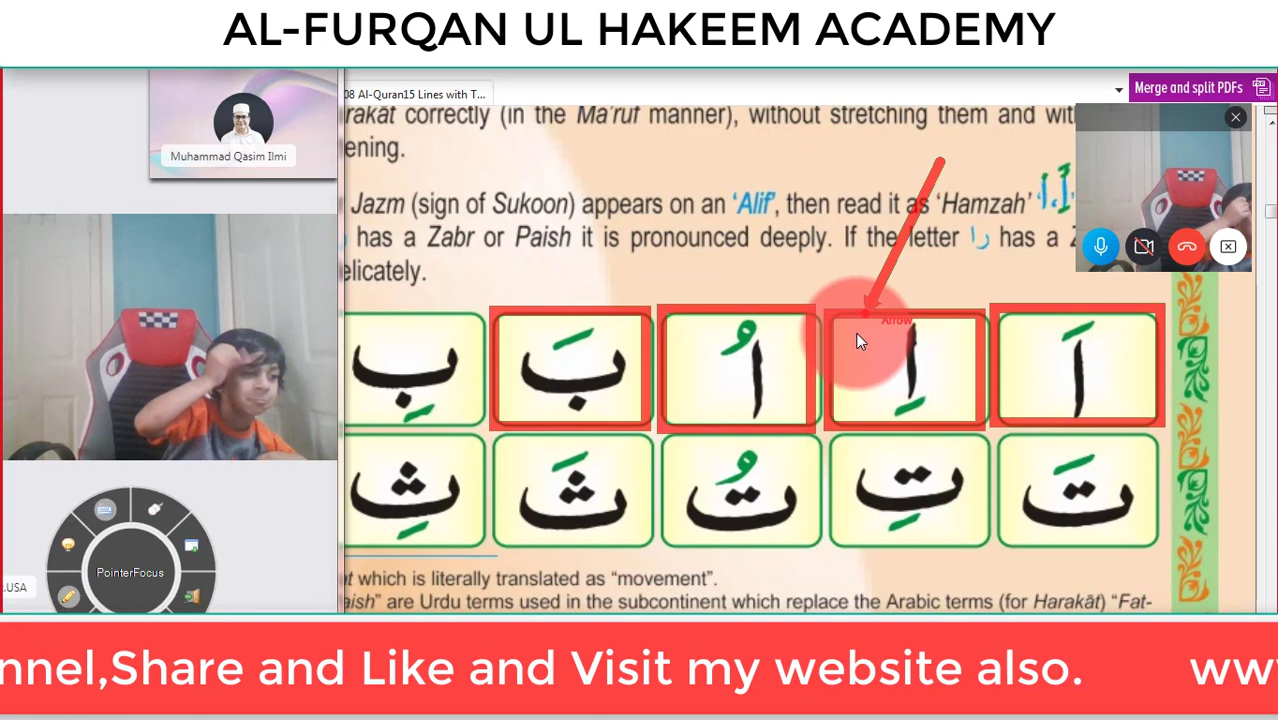 AL-FURQAN UL HAKEEM ACADEMY
08 Al-Quran15 Lines with T...
Merge and split PDFs
Muhammad Qasim Ilmi
rakāt correctly (in the Ma'ruf manner), without stretching them and wit
ening.
Jazm (sign of Sukoon) appears on an 'Alif', then read it as 'Hamzah'
has a Zabr or Paish it is pronounced deeply. If the letter را has a Z
elicately.
Arrow
اَ اِ اُ بَ بِ
تَ تِ تُ ثَ ثِ
PointerFocus
.USA
at which is literally translated as "movement".
aish" are Urdu terms used in the subcontinent which replace the Arabic terms (for Harakāt) "Fat-
nnel,Share and Like and Visit my website also. ww